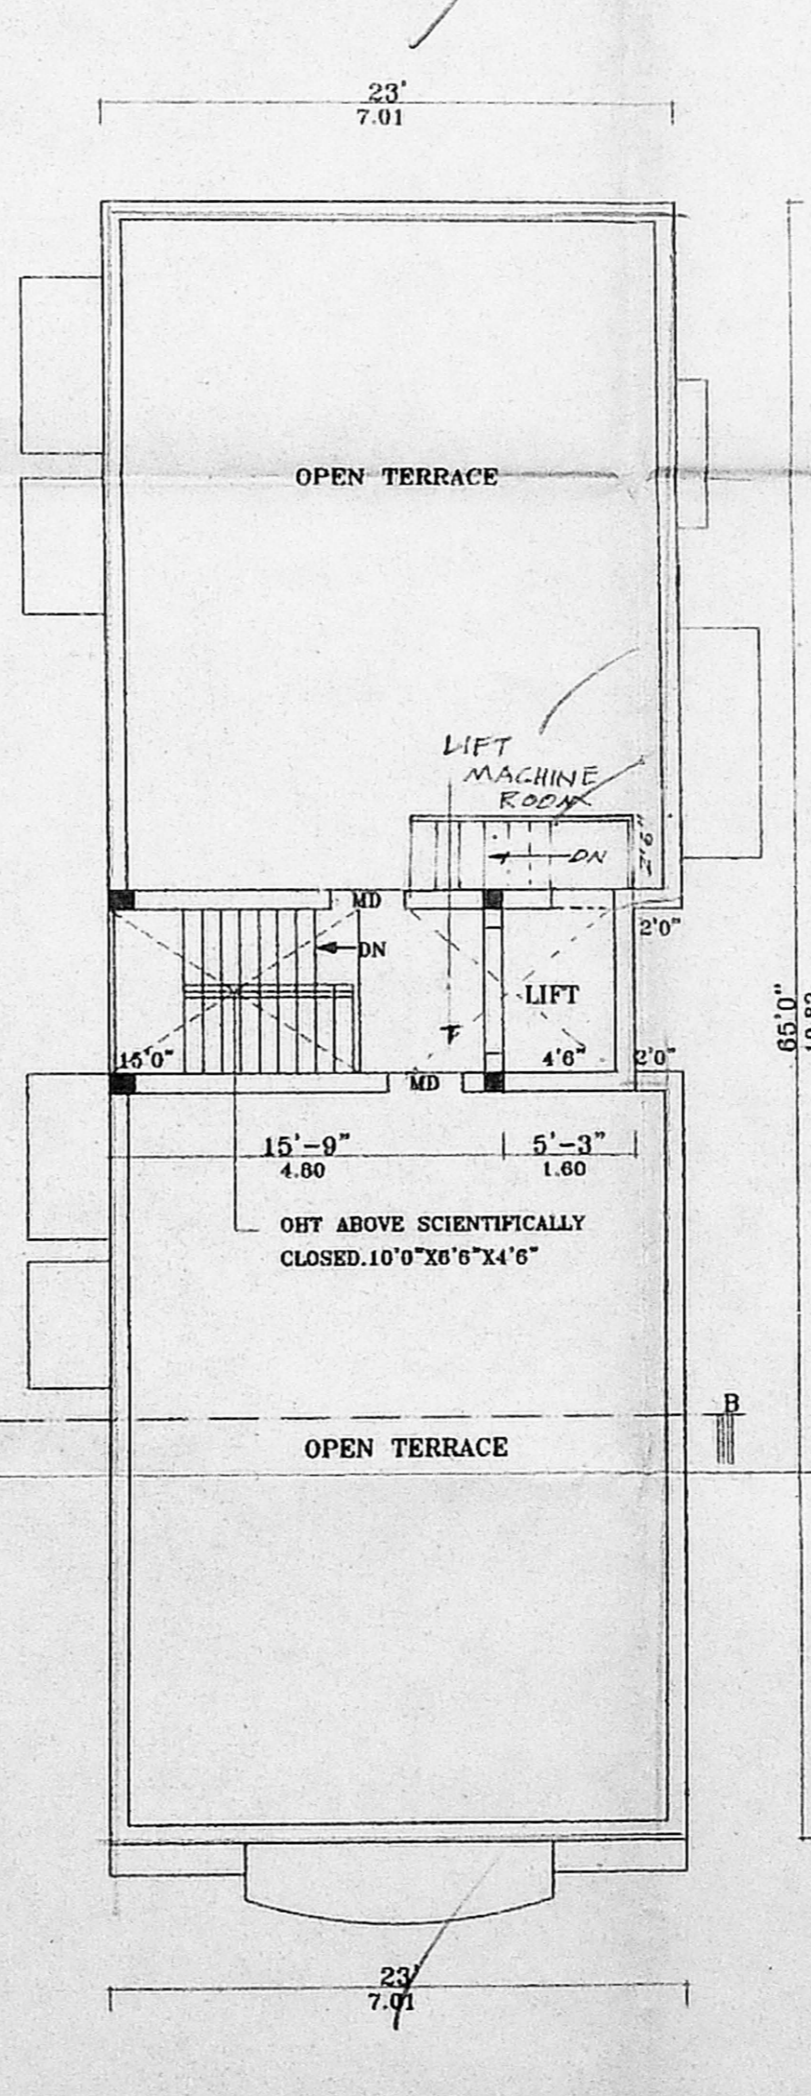 23'
7.01
OPEN TERRACE
LIFT
MACHINE
ROOM
DN
2'6"
MD
2'0"
DN
LIFT
65'0"
15'0"
4'6"
2'0"
MD
15'-9"
4.80
5'-3"
1.60
OHT ABOVE SCIENTIFICALLY
CLOSED.10'0"X6'6"X4'6"
B
OPEN TERRACE
23'
7.01